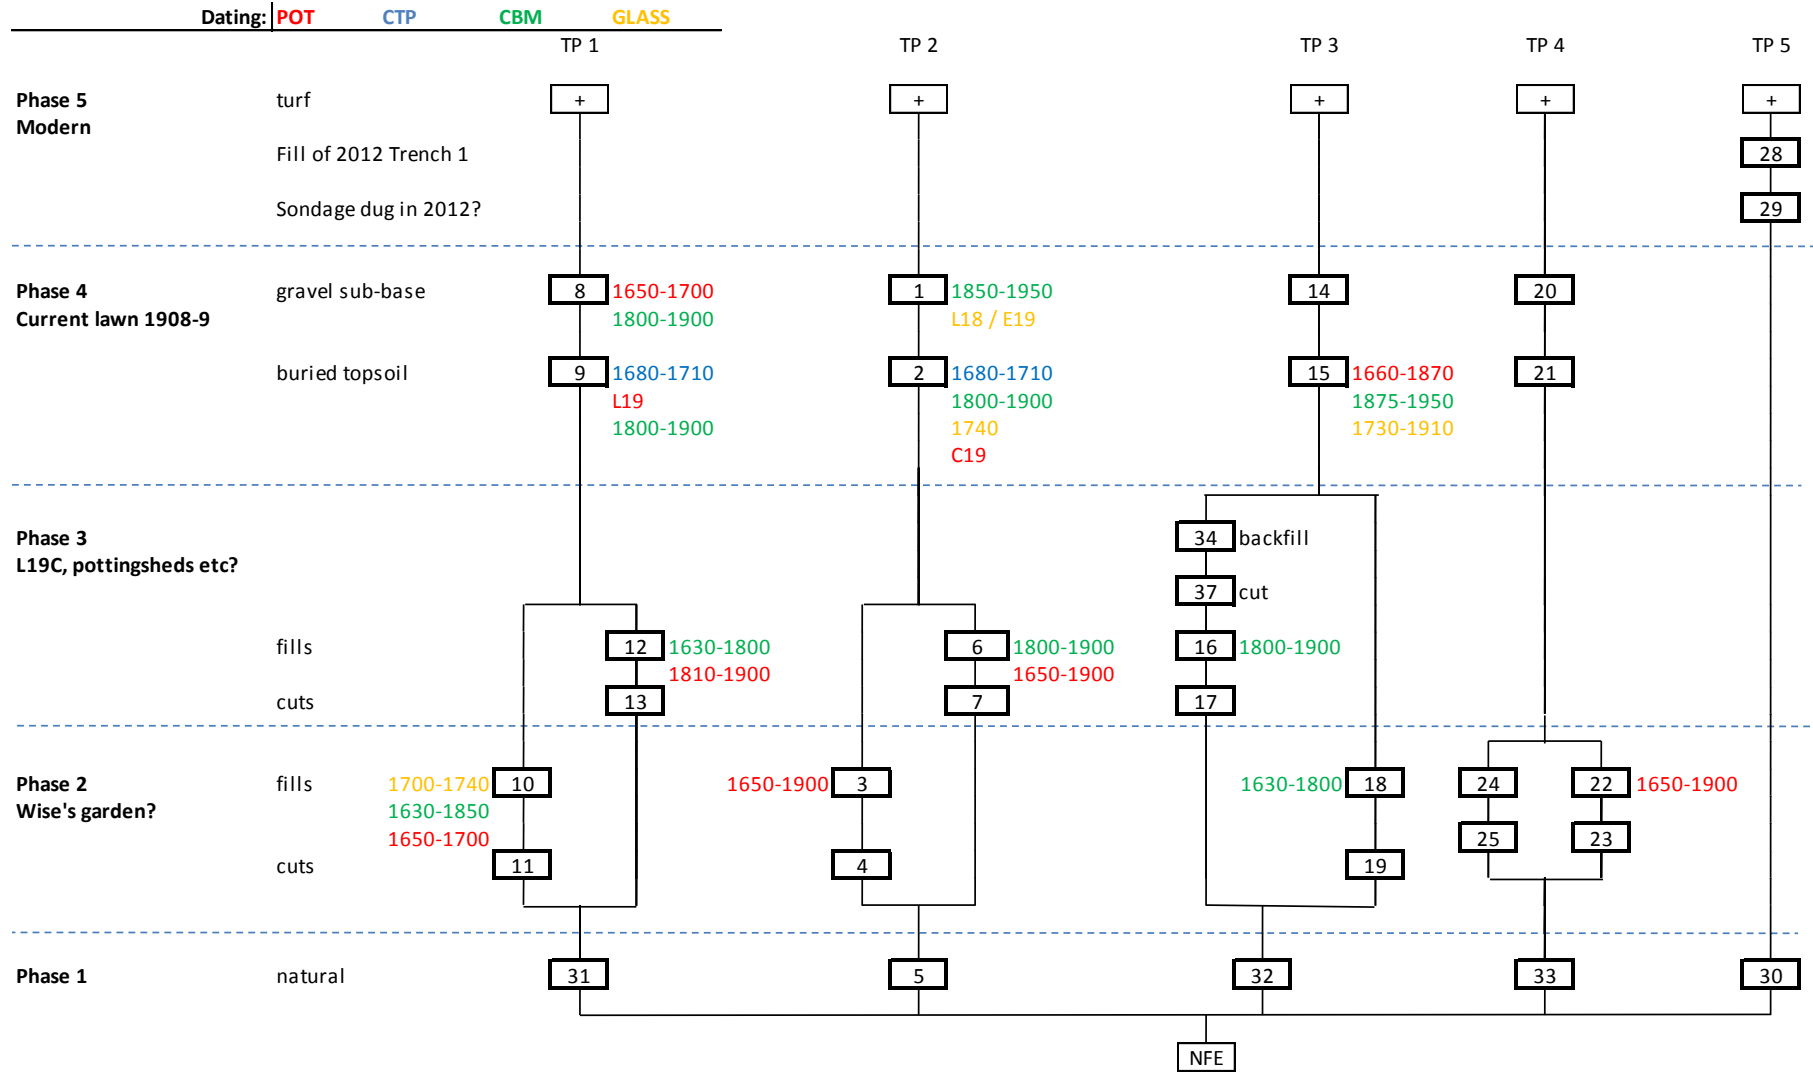 Dating: POT CTP CBM GLASS
TP 1 TP 2 TP 3 TP 4 TP 5
Phase 5 turf + + + + +
Modern
Fill of 2012 Trench 1 28
Sondage dug in 2012? 29
Phase 4 gravel sub-base 8 1650-1700 1 1850-1950 14 20
Current lawn 1908-9 1800-1900 L18 / E19
buried topsoil 9 1680-1710 2 1680-1710 15 1660-1870 21
L19 1800-1900 1875-1950
1800-1900 1740 1730-1910
C19
Phase 3 34 backfill
L19C, pottingsheds etc?
37 cut
fills 12 1630-1800 6 1800-1900 16 1800-1900
1810-1900 1650-1900
cuts 13 7 17
Phase 2 fills 1700-1740 10 1650-1900 3 1630-1800 18 24 22 1650-1900
Wise's garden? 1630-1850
1650-1700 25 23
cuts 11 4 19
Phase 1 natural 31 5 32 33 30
NFE